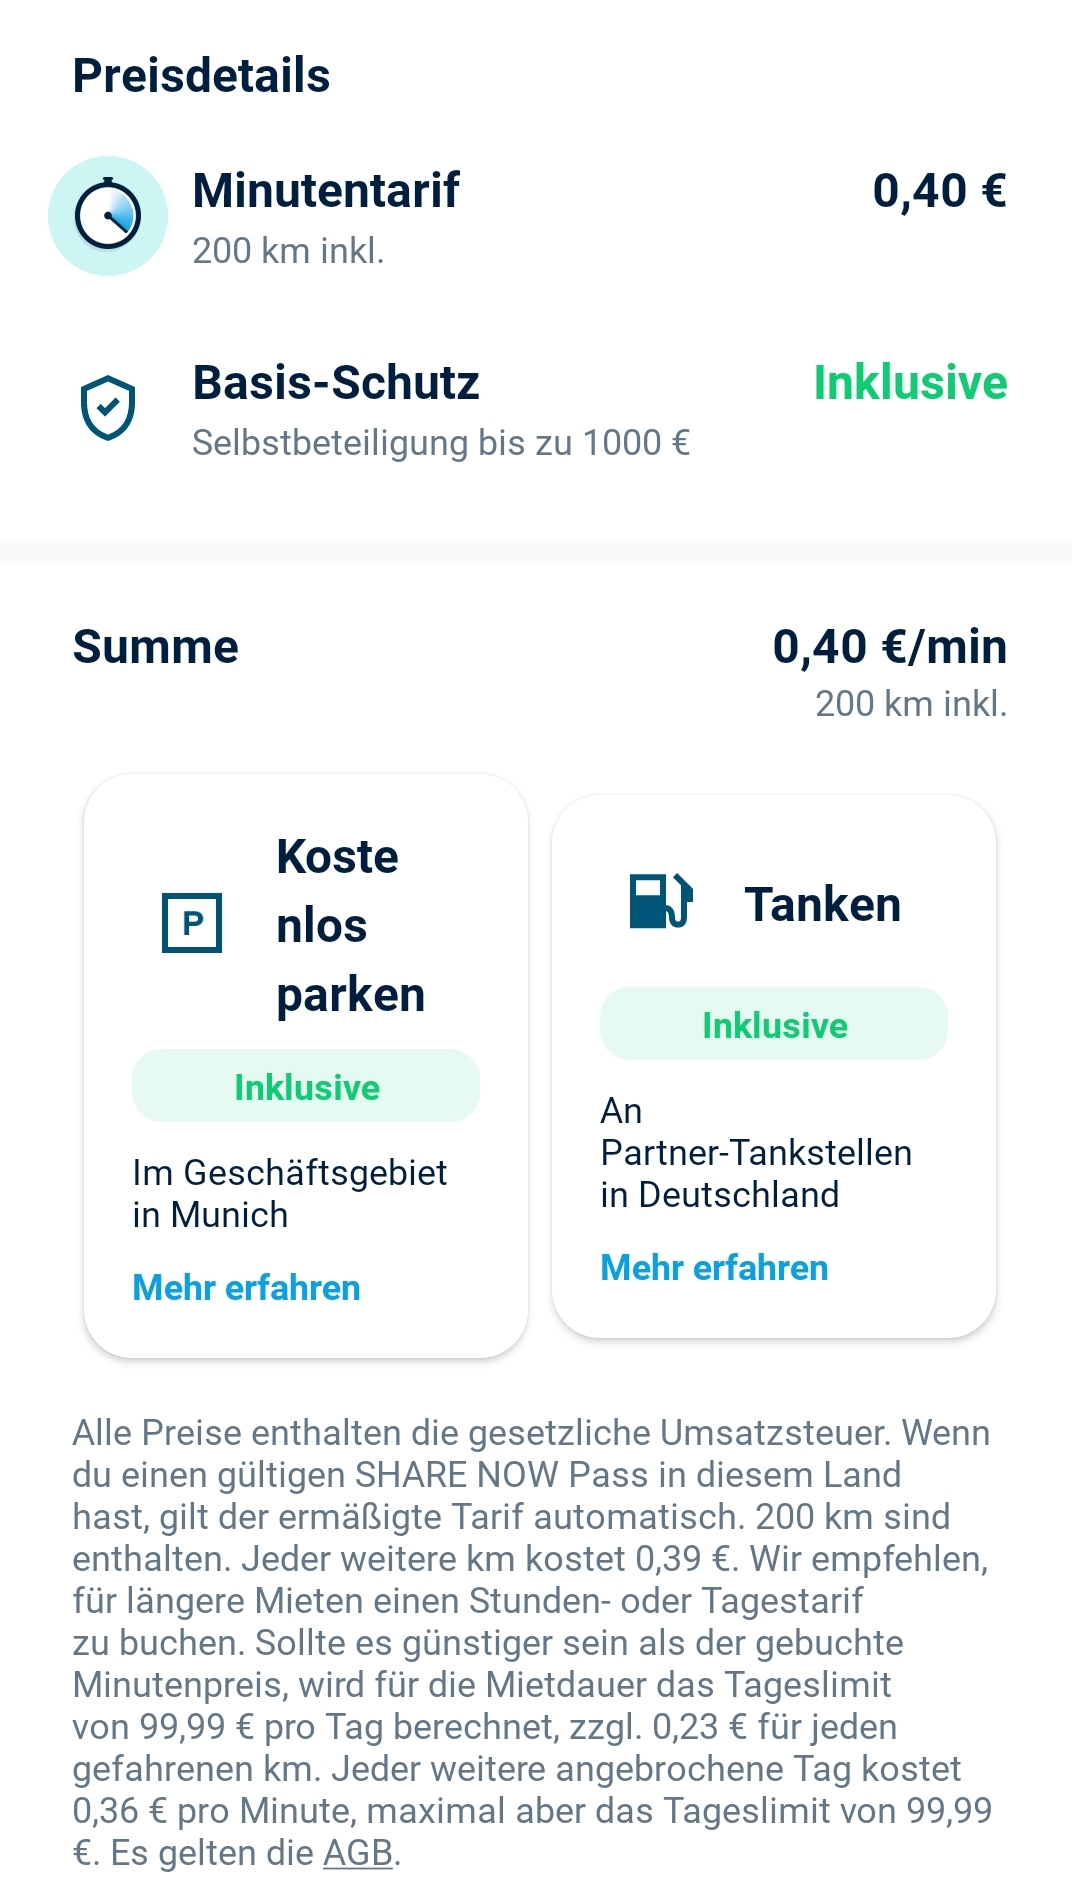 Preisdetails
Minutentarif 0,40 €
200 km inkl.
Basis-Schutz Inklusive
Selbstbeteiligung bis zu 1000 €
Summe 0,40 €/min
200 km inkl.
P
Koste
nlos
parken
Inklusive
Im Geschäftsgebiet
in Munich
Mehr erfahren
Tanken
Inklusive
An
Partner-Tankstellen
in Deutschland
Mehr erfahren
Alle Preise enthalten die gesetzliche Umsatzsteuer. Wenn
du einen gültigen SHARE NOW Pass in diesem Land
hast, gilt der ermäßigte Tarif automatisch. 200 km sind
enthalten. Jeder weitere km kostet 0,39 €. Wir empfehlen,
für längere Mieten einen Stunden- oder Tagestarif
zu buchen. Sollte es günstiger sein als der gebuchte
Minutenpreis, wird für die Mietdauer das Tageslimit
von 99,99 € pro Tag berechnet, zzgl. 0,23 € für jeden
gefahrenen km. Jeder weitere angebrochene Tag kostet
0,36 € pro Minute, maximal aber das Tageslimit von 99,99
€. Es gelten die AGB.